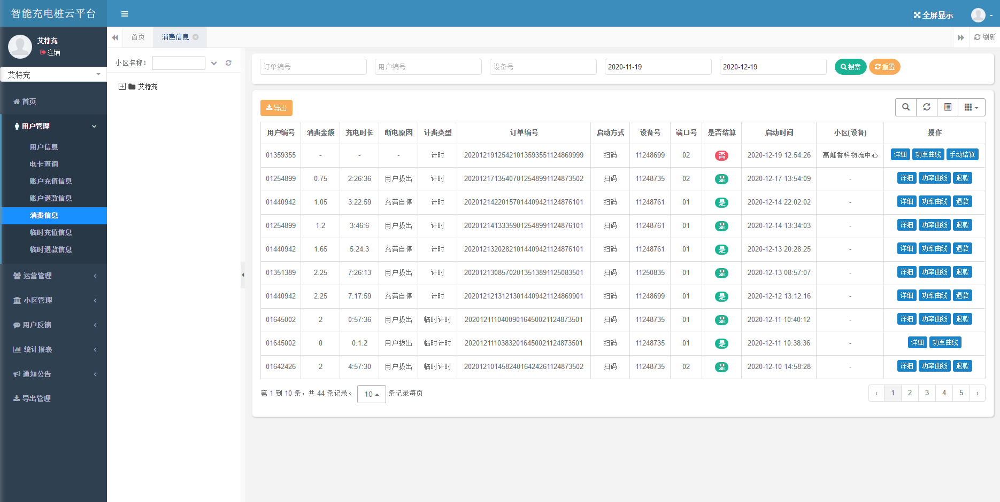 智能充电桩云平台
全屏显示
-
艾特充
注销
艾特充
首页
用户管理
用户信息
电卡查询
账户充值信息
账户退款信息
消费信息
临时充值信息
临时退款信息
运营管理
小区管理
用户反馈
统计报表
通知公告
导出管理
首页 消费信息 刷新
小区名称：
艾特充
订单编号 用户编号 设备号 2020-11-19 2020-12-19 搜索 重置
导出
用户编号 消费金额 充电时长 断电原因 计费类型 订单编号 启动方式 设备号 端口号 是否结算 启动时间 小区(设备) 操作
01359355 - - - 计时 20201219125421013593551124869999 扫码 11248699 02 否 2020-12-19 12:54:26 高峰香料物流中心 详细 功率曲线 手动结算
01254899 0.75 2:26:36 用户拔出 计时 20201217135407012548991124873502 扫码 11248735 02 是 2020-12-17 13:54:09 - 详细 功率曲线 退款
01440942 1.05 3:22:59 充满自停 计时 20201214220157014409421124876101 扫码 11248761 01 是 2020-12-14 22:02:02 - 详细 功率曲线 退款
01254899 1.2 3:46:6 用户拔出 计时 20201214133359012548991124876101 扫码 11248761 01 是 2020-12-14 13:34:03 - 详细 功率曲线 退款
01440942 1.65 5:24:3 充满自停 计时 20201213202821014409421124876101 扫码 11248761 01 是 2020-12-13 20:28:25 - 详细 功率曲线 退款
01351389 2.25 7:26:13 用户拔出 计时 20201213085702013513891125083501 扫码 11250835 01 是 2020-12-13 08:57:07 - 详细 功率曲线 退款
01440942 2.25 7:17:59 充满自停 计时 20201212131213014409421124869901 扫码 11248699 01 是 2020-12-12 13:12:16 - 详细 功率曲线 退款
01645002 2 0:57:36 用户拔出 临时计时 20201211104009016450021124873501 扫码 11248735 01 是 2020-12-11 10:40:12 - 详细 功率曲线 退款
01645002 0 0:1:2 用户拔出 临时计时 20201211103832016450021124873501 扫码 11248735 01 是 2020-12-11 10:38:36 - 详细 功率曲线
01642426 2 4:57:30 用户拔出 临时计时 20201210145824016424261124873502 扫码 11248735 02 是 2020-12-10 14:58:28 - 详细 功率曲线 退款
第 1 到 10 条，共 44 条记录。 10 条记录每页 ‹ 1 2 3 4 5 ›